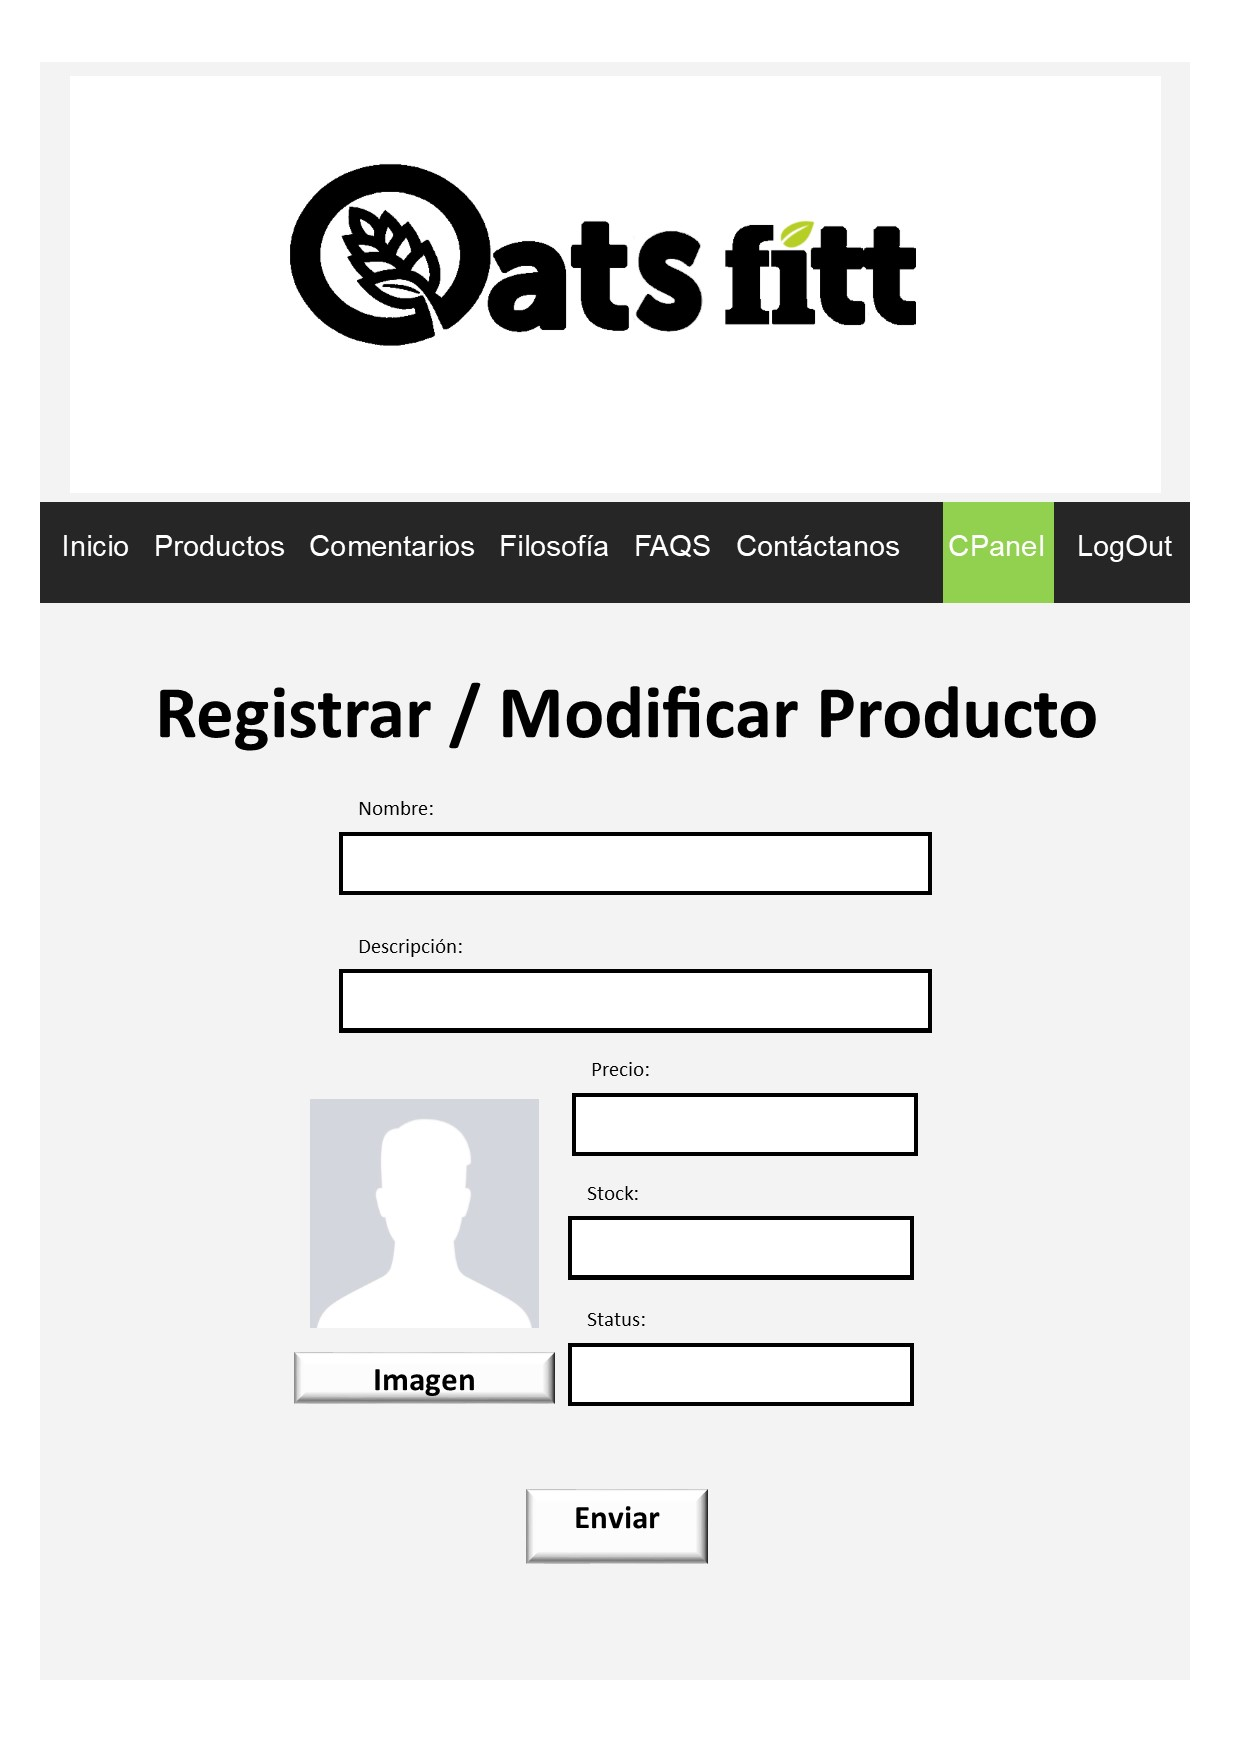 Oats fitt
Inicio Productos Comentarios Filosofía FAQS Contáctanos CPanel LogOut
Registrar / Modificar Producto
Nombre:
Descripción:
Precio:
Stock:
Status:
Imagen
Enviar